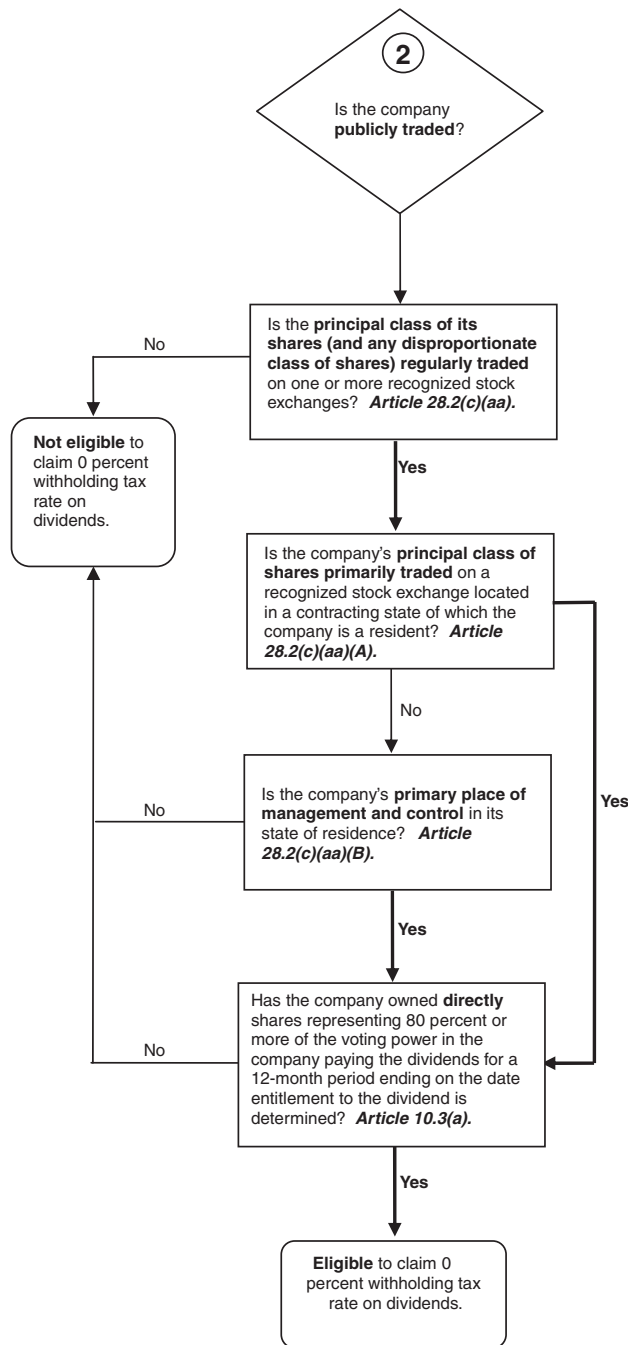 2
Is the company
publicly traded?
Is the principal class of its
shares (and any disproportionate
class of shares) regularly traded
on one or more recognized stock
exchanges? Article 28.2(c)(aa).
No
Not eligible to
claim 0 percent
withholding tax
rate on
dividends.
Yes
Is the company's principal class of
shares primarily traded on a
recognized stock exchange located
in a contracting state of which the
company is a resident? Article
28.2(c)(aa)(A).
No
Yes
Is the company's primary place of
management and control in its
state of residence? Article
28.2(c)(aa)(B).
No
Yes
Has the company owned directly
shares representing 80 percent or
more of the voting power in the
company paying the dividends for a
12-month period ending on the date
entitlement to the dividend is
determined? Article 10.3(a).
No
Yes
Eligible to claim 0
percent withholding tax
rate on dividends.